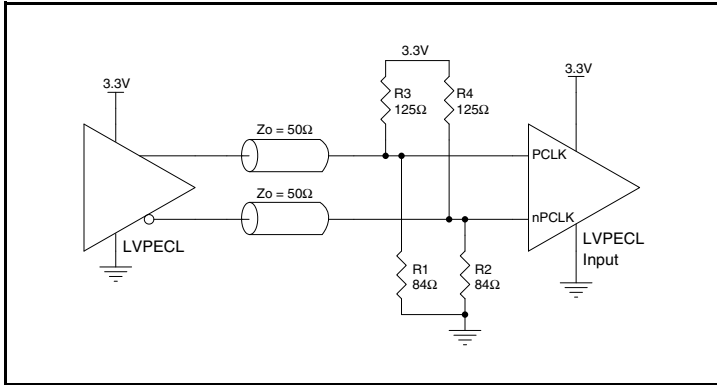 3.3V
3.3V
3.3V
R3
125Ω
R4
125Ω
Zo = 50Ω
PCLK
Zo = 50Ω
nPCLK
LVPECL
LVPECL
Input
R1
84Ω
R2
84Ω